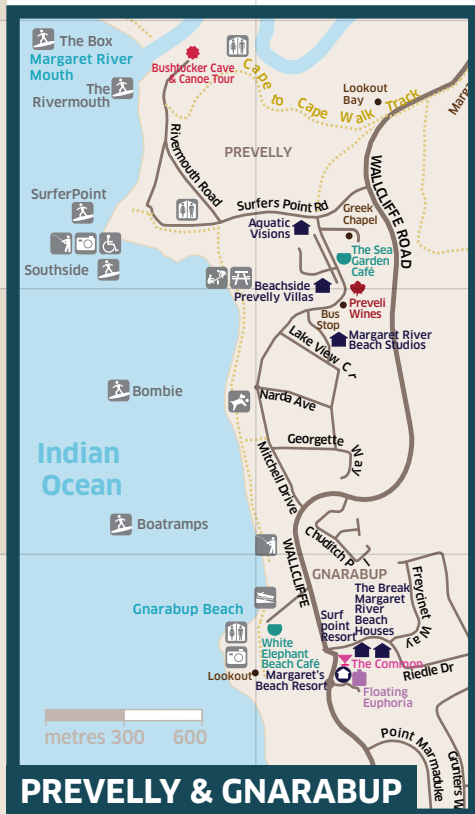 The Box
Margaret River
Mouth
The
Rivermouth
Bushtucker Cave
& Canoe Tour
Cape to Cape Walk Track
Lookout
Bay
Marg
PREVELLY
Rivermouth Road
WALLCLIFFE ROAD
SurferPoint
Surfers Point Rd
Greek
Chapel
Aquatic
Visions
The Sea
Garden
Café
Southside
Beachside
Prevelly Villas
Preveli
Wines
Bus
Stop
Margaret River
Beach Studios
Lake View Cr
Bombie
Narda Ave
Georgette Way
Indian
Ocean
Mitchell Drive
Boatramps
Chuditch Pl
WALLCLIFFE
GNARABUP
Freycinet Way
The Break
Margaret
River
Beach
Houses
Gnarabup Beach
Surf
point
Resort
White
Elephant
Beach Café
The Common
Riedle Dr
Lookout
Margaret's
Beach Resort
Floating
Euphoria
metres 300 600
Point Marmaduke
Grunters W
PREVELLY & GNARABUP